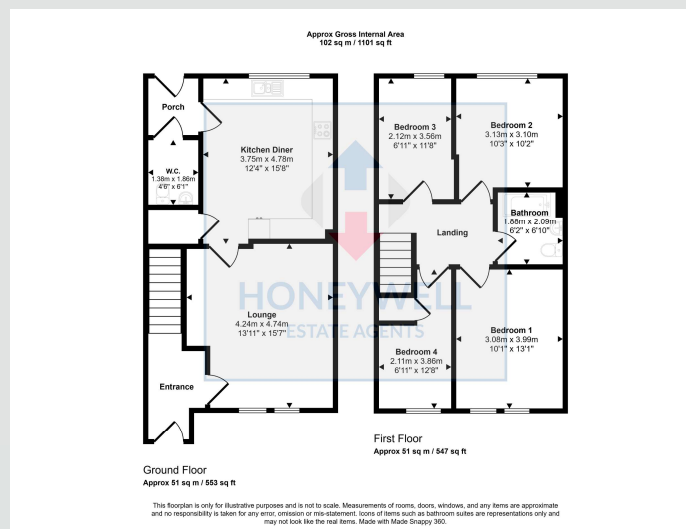 Approx Gross Internal Area
102 sq m / 1101 sq ft
Porch
W.C.
1.38m x 1.86m
4'6" x 6'1"
Kitchen Diner
3.75m x 4.78m
12'4" x 15'8"
Lounge
4.24m x 4.74m
13'11" x 15'7"
Entrance
Bedroom 3
2.12m x 3.56m
6'11" x 11'8"
Bedroom 2
3.13m x 3.10m
10'3" x 10'2"
Bathroom
1.88m x 2.09m
6'2" x 6'10"
Landing
Bedroom 4
2.11m x 3.86m
6'11" x 12'8"
Bedroom 1
3.08m x 3.99m
10'1" x 13'1"
HONEYWELL
ESTATE AGENTS
Ground Floor
Approx 51 sq m / 553 sq ft
First Floor
Approx 51 sq m / 547 sq ft
This floorplan is only for illustrative purposes and is not to scale. Measurements of rooms, doors, windows, and any items are approximate
and no responsibility is taken for any error, omission or mis-statement. Icons of items such as bathroom suites are representations only and
may not look like the real items. Made with Made Snappy 360.